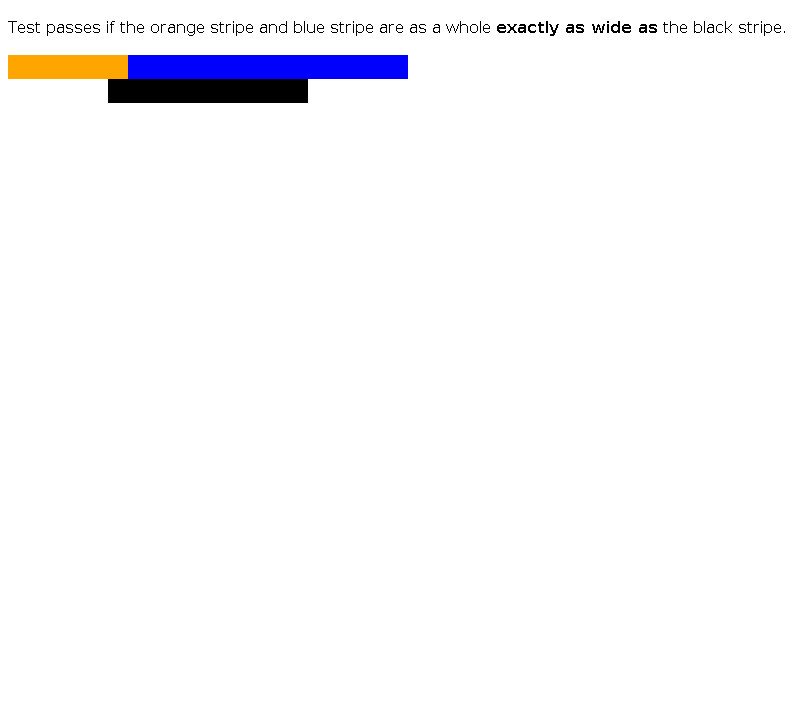 Test passes if the orange stripe and blue stripe are as a whole exactly as wide as the black stripe.